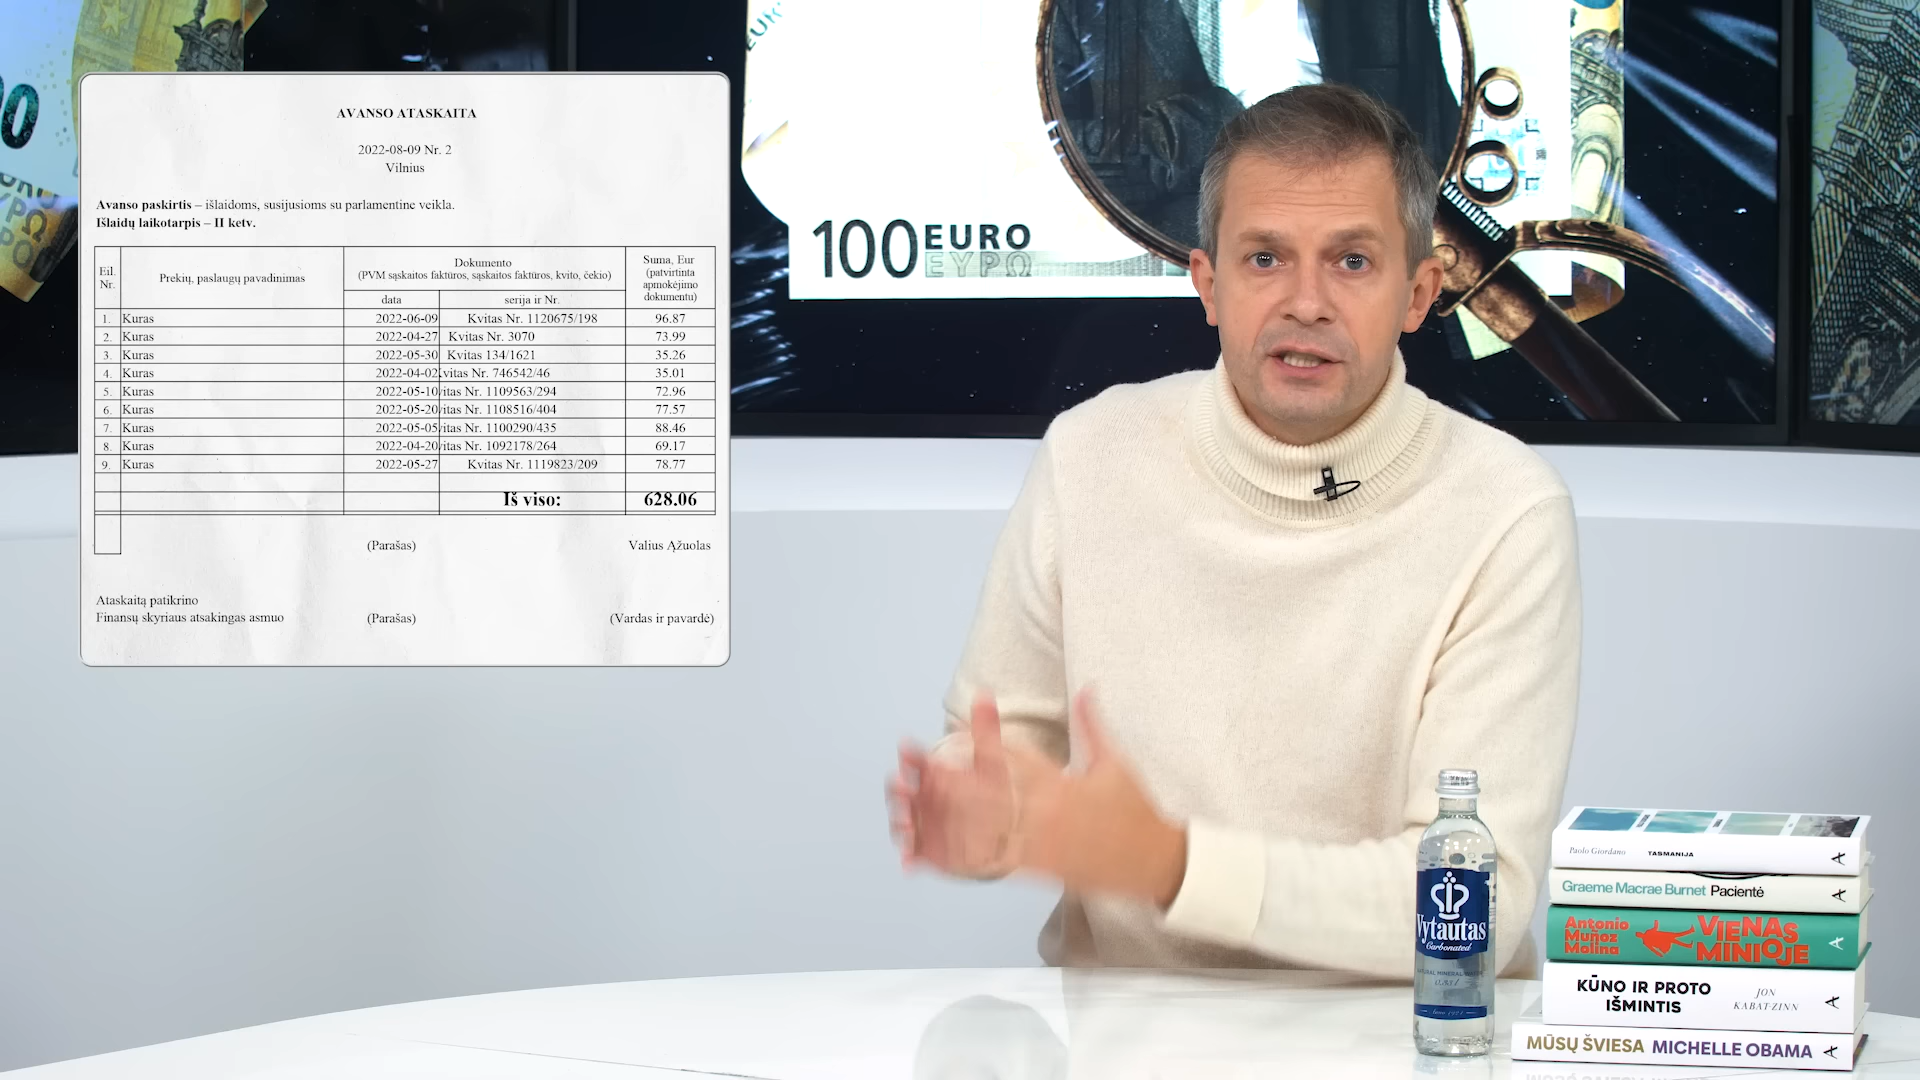 AVANSO ATASKAITA
2022-08-09 Nr. 2
Vilnius
Avanso paskirtis – išlaidoms, susijusioms su parlamentine veikla.
Išlaidų laikotarpis – II ketv.
Eil. Nr.
Prekių, paslaugų pavadinimas
Dokumento
(PVM sąskaitos faktūros, sąskaitos faktūros, kvito, čekio)
data
serija ir Nr.
Suma, Eur
(patvirtinta
apmokėjimo
dokumentu)
1. Kuras 2022-06-09 Kvitas Nr. 1120675/198 96.87
2. Kuras 2022-04-27 Kvitas Nr. 3070 73.99
3. Kuras 2022-05-30 Kvitas 134/1621 35.26
4. Kuras 2022-04-02 vitas Nr. 746542/46 35.01
5. Kuras 2022-05-10 vitas Nr. 1109563/294 72.96
6. Kuras 2022-05-20 vitas Nr. 1108516/404 77.57
7. Kuras 2022-05-05 vitas Nr. 1100290/435 88.46
8. Kuras 2022-04-20 vitas Nr. 1092178/264 69.17
9. Kuras 2022-05-27 Kvitas Nr. 1119823/209 78.77
Iš viso: 628.06
(Parašas) Valius Ąžuolas
Ataskaitą patikrino
Finansų skyriaus atsakingas asmuo (Parašas) (Vardas ir pavardė)
100 EURO
ΕΥΡΩ
Vytautas
Carbonated
Paolo Giordano TASMANIJA
Graeme Macrae Burnet Pacientė
Antonio Muñoz Molina VIENAS MINIOJE
KŪNO IR PROTO IŠMINTIS JON KABAT-ZINN
MŪSŲ ŠVIESA MICHELLE OBAMA